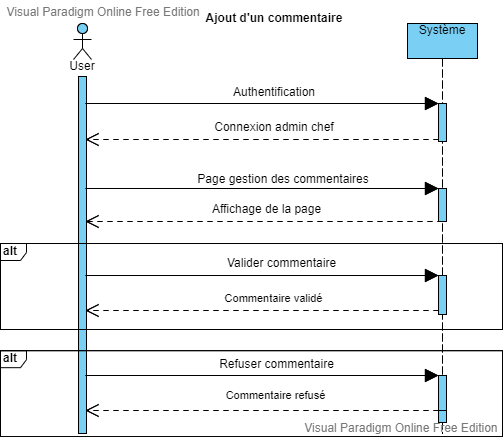 Visual Paradigm Online Free Edition
Ajout d'un commentaire
Système
User
Authentification
Connexion admin chef
Page gestion des commentaires
Affichage de la page
alt
Valider commentaire
Commentaire validé
alt
Refuser commentaire
Commentaire refusé
Visual Paradigm Online Free Edition